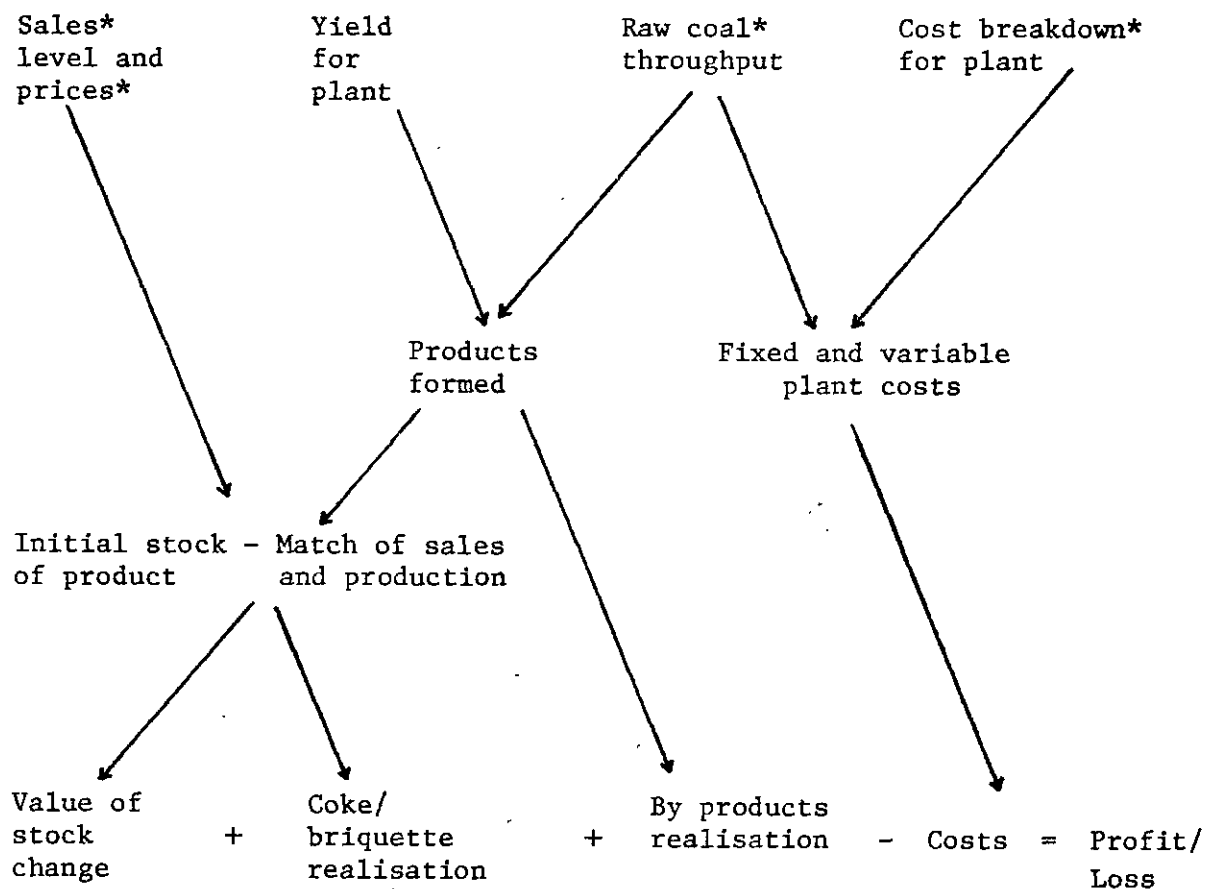 Sales*
level and
prices*
Yield
for
plant
Raw coal*
throughput
Cost breakdown*
for plant
Products
formed
Fixed and variable
plant costs
Initial stock – Match of sales
of product and production
Value of
stock
change
+
Coke/
briquette
realisation
+
By products
realisation
- Costs = Profit/
Loss